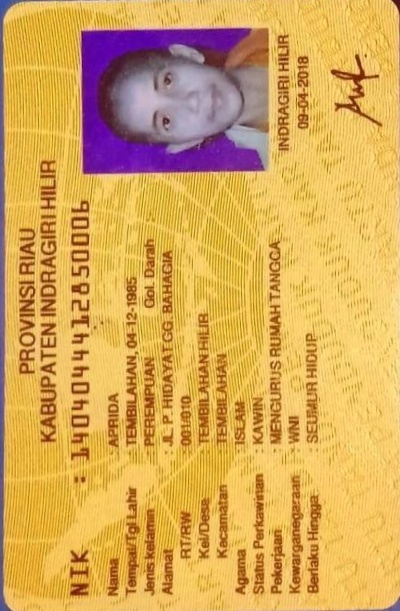 PROVINSI RIAU
KABUPATEN INDRAGIRI HILIR
NIK : 1404044412850006
Nama : APRIDA
Tempat/Tgl Lahir : TEMBILAHAN, 04-12-1985
Jenis kelamin : PEREMPUAN Gol. Darah :
Alamat : JL. P. HIDAYAT GG. BAHAGIA
RT/RW : 001/010
Kel/Desa : TEMBILAHAN HILIR
Kecamatan : TEMBILAHAN
Agama : ISLAM
Status Perkawinan : KAWIN
Pekerjaan : MENGURUS RUMAH TANGGA
Kewarganegaraan : WNI
Berlaku Hingga : SEUMUR HIDUP
INDRAGIRI HILIR
09-04-2018